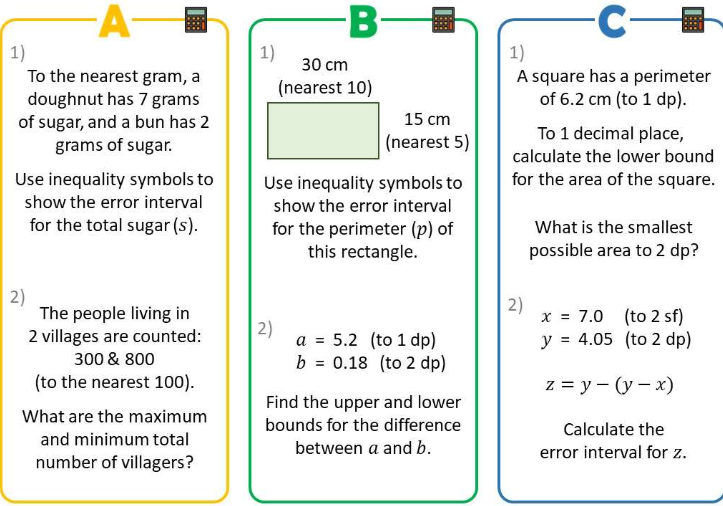 A
1)
To the nearest gram, a
doughnut has 7 grams
of sugar, and a bun has 2
grams of sugar.
Use inequality symbols to
show the error interval
for the total sugar (s).
2)
The people living in
2 villages are counted:
300 & 800
(to the nearest 100).
What are the maximum
and minimum total
number of villagers?
B
1)
30 cm
(nearest 10)
15 cm
(nearest 5)
Use inequality symbols to
show the error interval
for the perimeter (p) of
this rectangle.
2)
a = 5.2 (to 1 dp)
b = 0.18 (to 2 dp)
Find the upper and lower
bounds for the difference
between a and b.
C
1)
A square has a perimeter
of 6.2 cm (to 1 dp).
To 1 decimal place,
calculate the lower bound
for the area of the square.
What is the smallest
possible area to 2 dp?
2)
x = 7.0 (to 2 sf)
y = 4.05 (to 2 dp)
z = y − (y − x)
Calculate the
error interval for z.